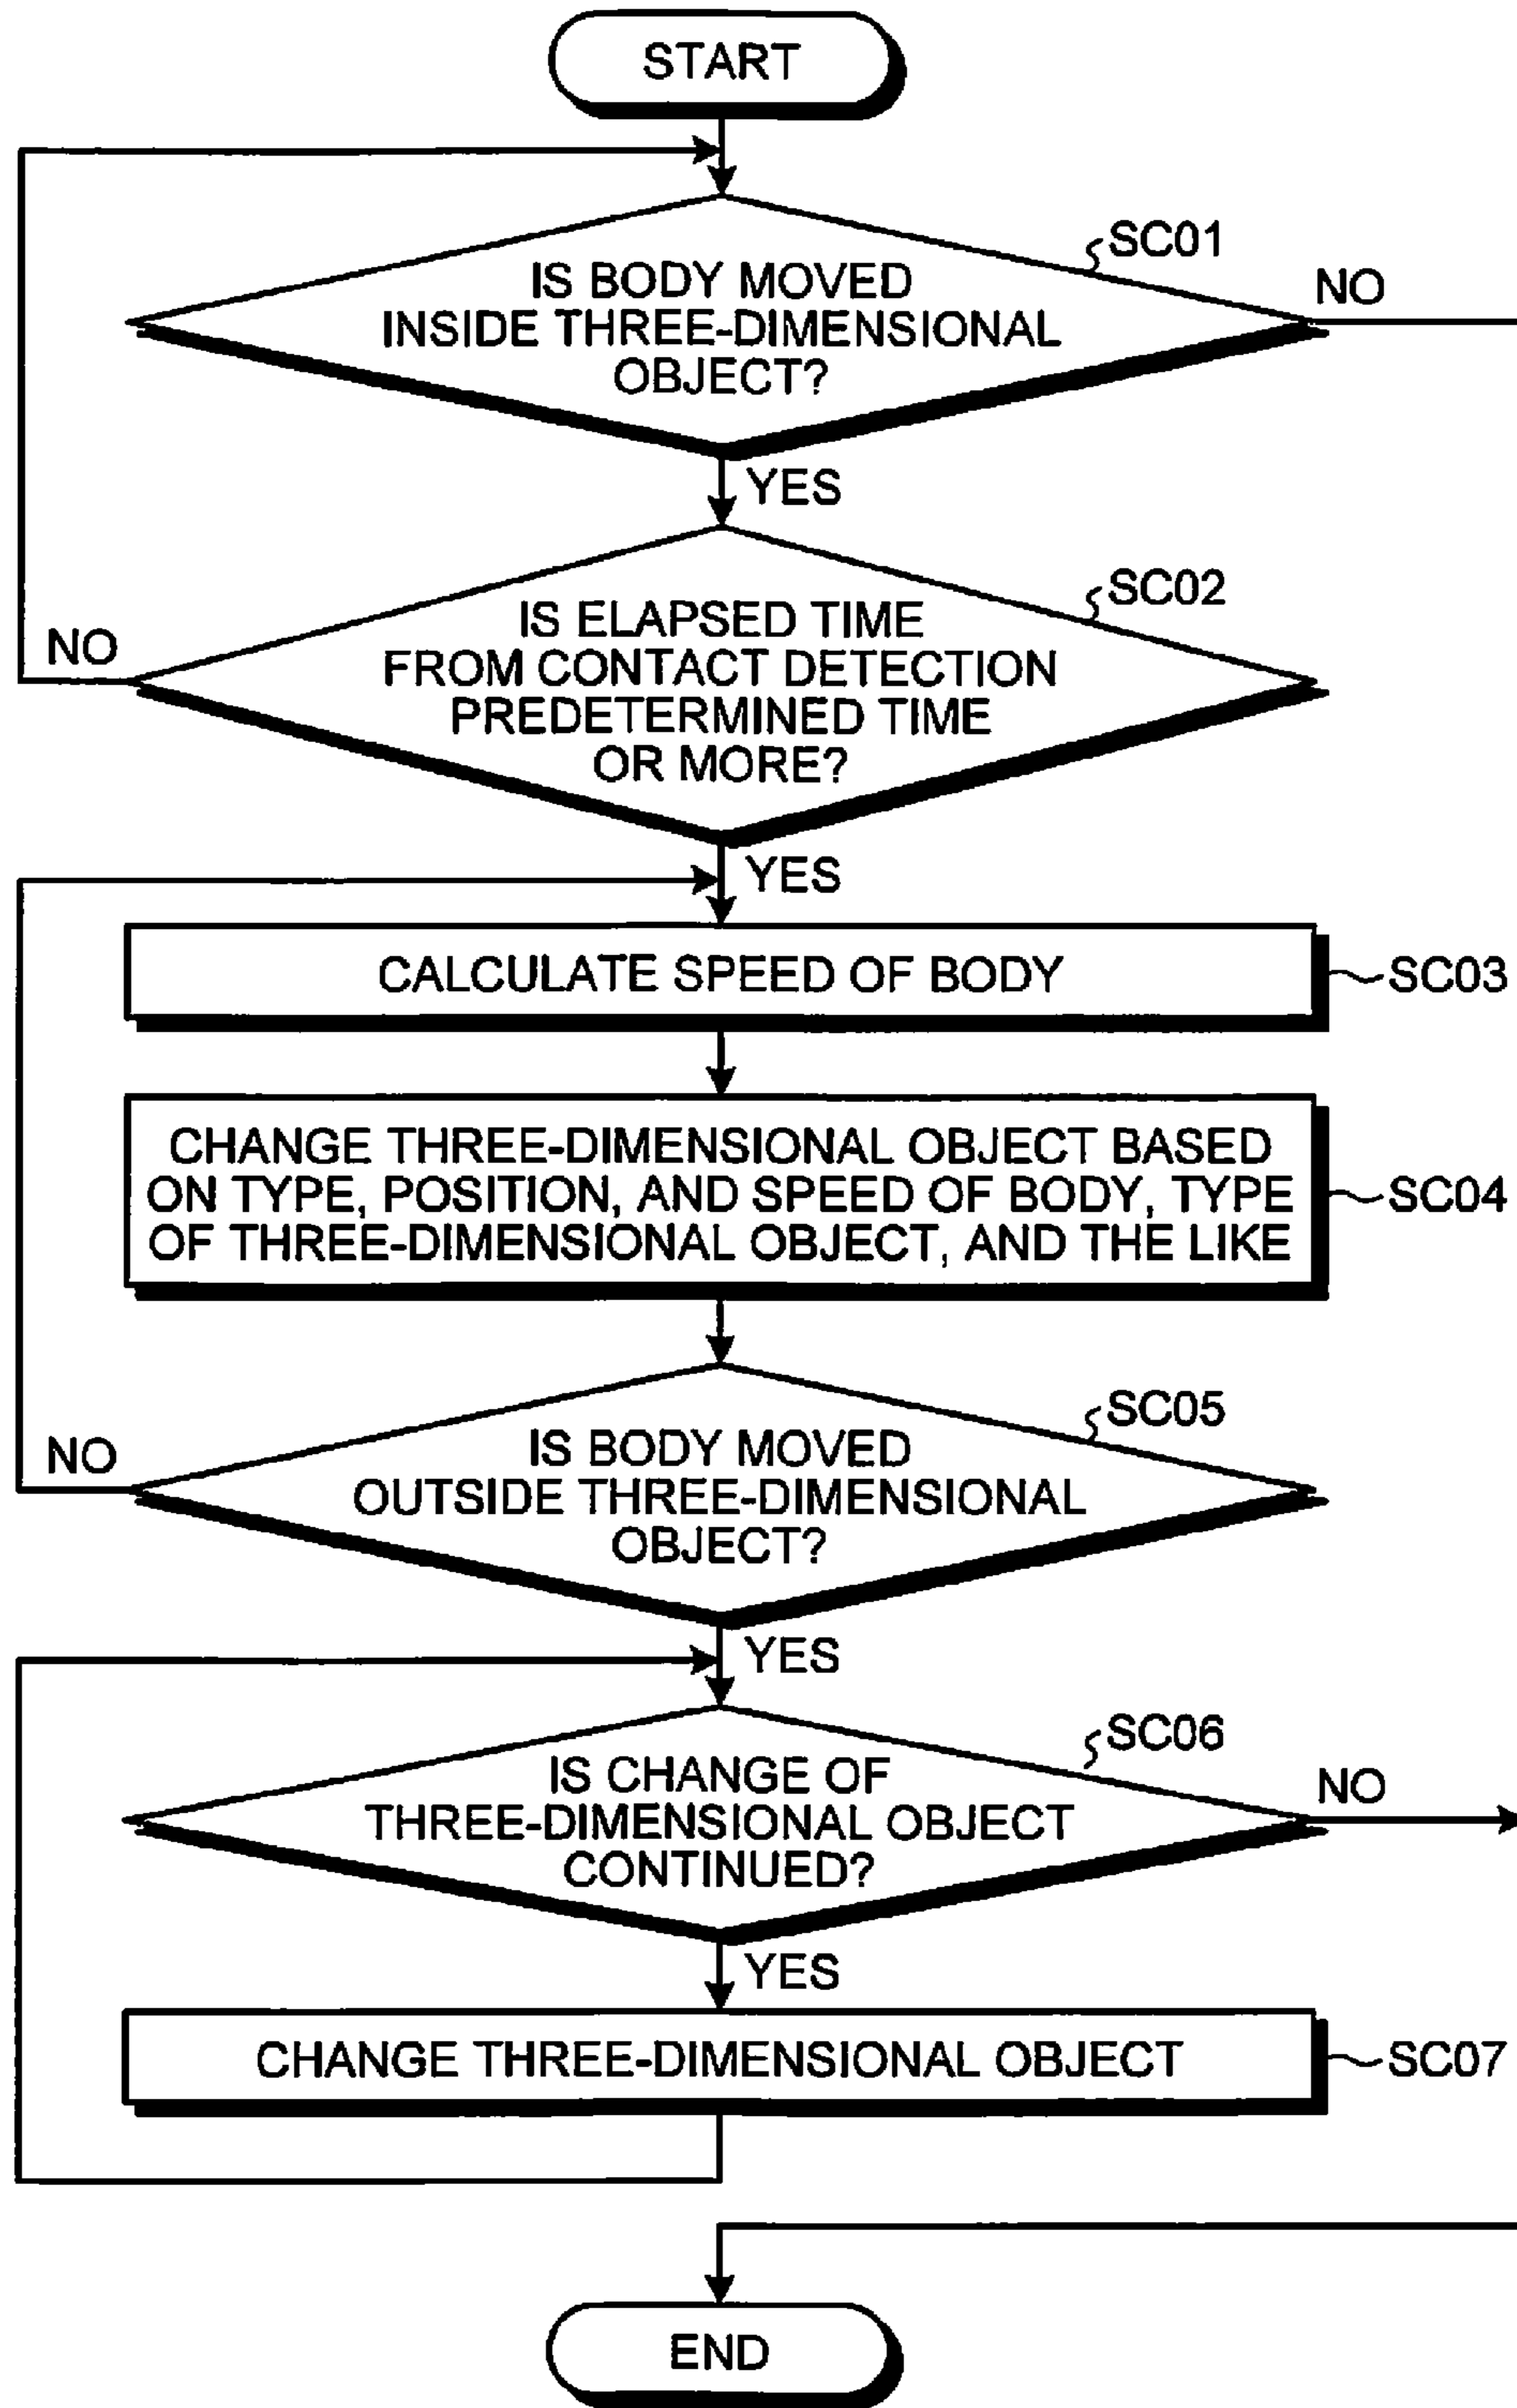 START
SC01
IS BODY MOVED
INSIDE THREE-DIMENSIONAL
OBJECT?
NO
YES
SC02
IS ELAPSED TIME
FROM CONTACT DETECTION
PREDETERMINED TIME
OR MORE?
NO
YES
CALCULATE SPEED OF BODY
SC03
CHANGE THREE-DIMENSIONAL OBJECT BASED
ON TYPE, POSITION, AND SPEED OF BODY, TYPE
OF THREE-DIMENSIONAL OBJECT, AND THE LIKE
SC04
SC05
IS BODY MOVED
OUTSIDE THREE-DIMENSIONAL
OBJECT?
NO
YES
SC06
IS CHANGE OF
THREE-DIMENSIONAL OBJECT
CONTINUED?
NO
YES
CHANGE THREE-DIMENSIONAL OBJECT
SC07
END